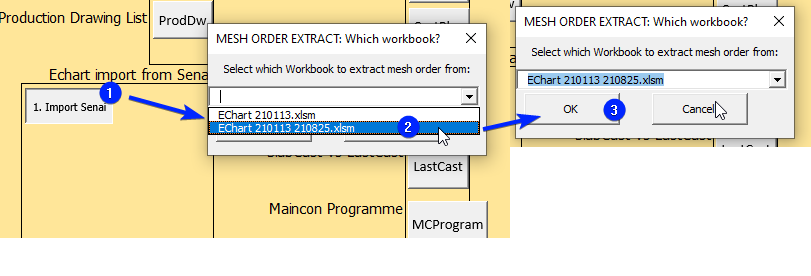 Production Drawing List
ProdDw
MESH ORDER EXTRACT: Which workbook?
Select which Workbook to extract mesh order from:
EChart 210113.xlsm
EChart 210113 210825.xlsm
2
Echart import from Senai
1
1. Import Senai
LastCast
Maincon Programme
MCProgram
MESH ORDER EXTRACT: Which workbook?
Select which Workbook to extract mesh order from:
EChart 210113 210825.xlsm
OK
3
Cancel